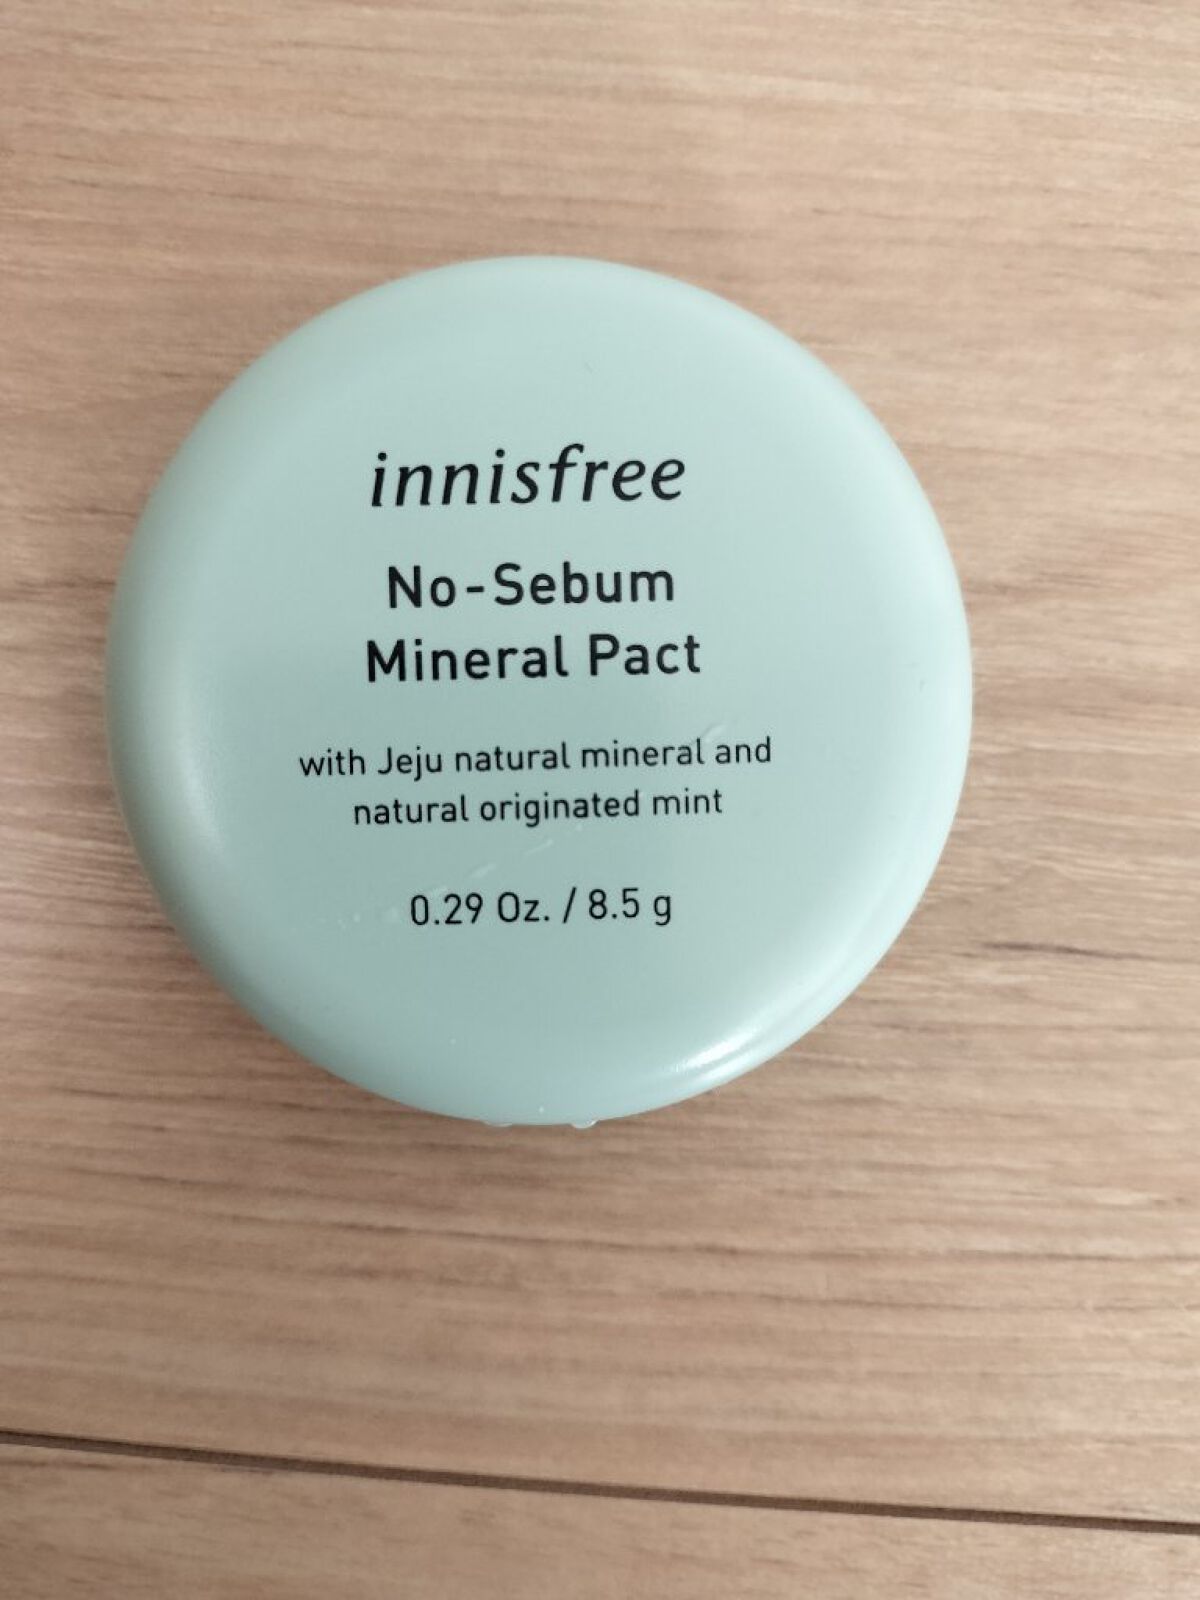 innisfree
No-Sebum
Mineral Pact
with Jeju natural mineral and
natural originated mint
0.29 Oz. / 8.5 g